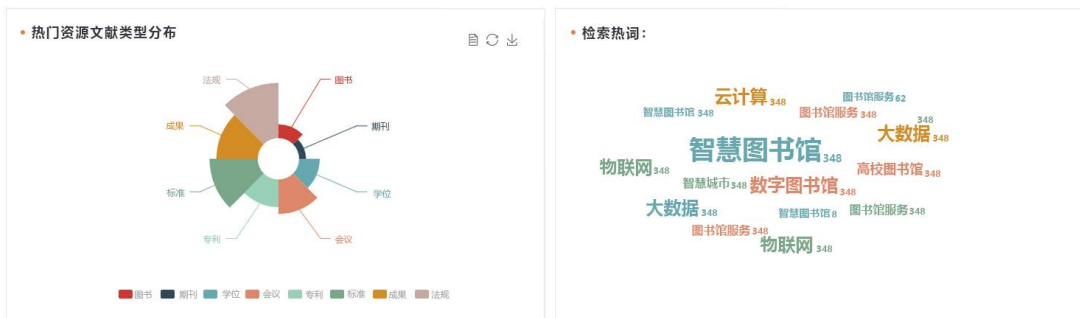 热门资源文献类型分布
法规
图书
成果
期刊
标准
学位
专利
会议
图书 期刊 学位 会议 专利 标准 成果 法规
检索热词：
云计算 348
图书馆服务 62
智慧图书馆 348
图书馆服务 348
348
大数据 348
智慧图书馆 348
物联网 348
高校图书馆 348
智慧城市 348
数字图书馆 348
大数据 348
智慧图书馆 8
图书馆服务 348
图书馆服务 348
物联网 348